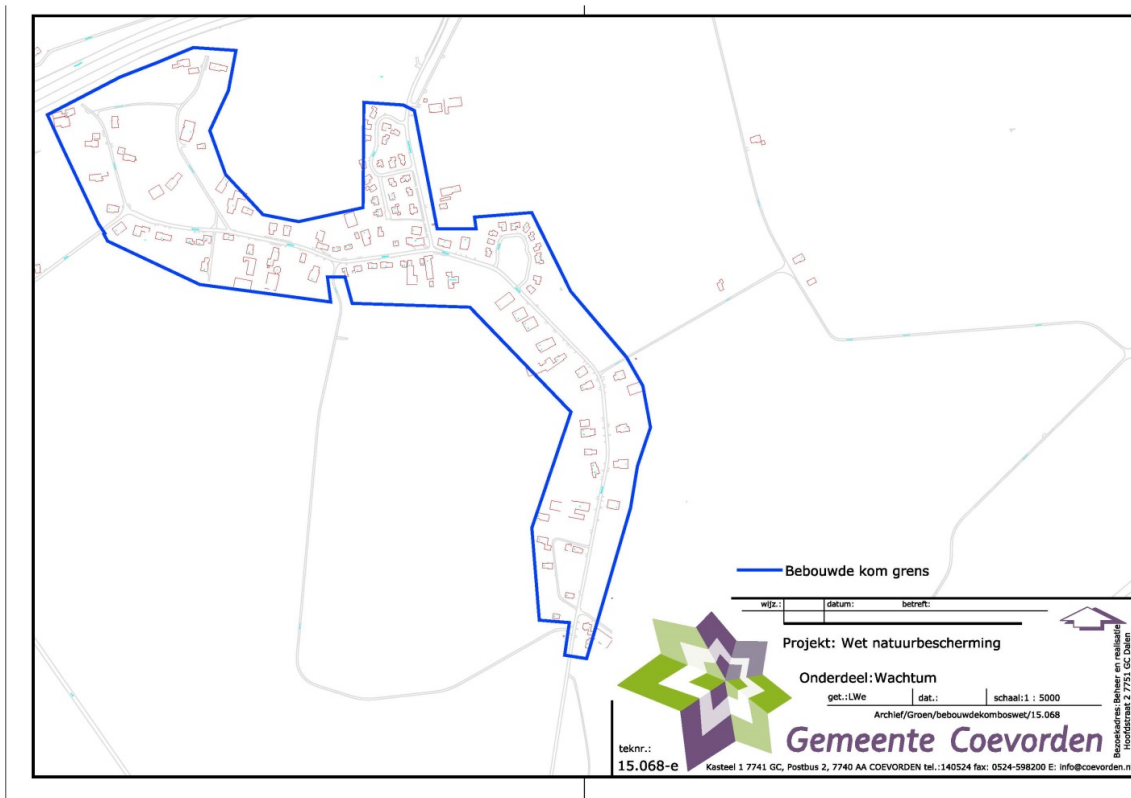 Bebouwde kom grens
wijz.: datum: betreft:
Projekt: Wet natuurbescherming
Onderdeel: Wachtum
get.: LWe dat.: schaal: 1 : 5000
Archief/Groen/bebouwdekomboswet/15.068
Gemeente Coevorden
teknr.:
15.068-e
Kasteel 1 7741 GC, Postbus 2, 7740 AA COEVORDEN tel.:140524 fax: 0524-598200 E: info@coevorden.n
Bezoekadres: Beheer en realisatie
Hoofdstraat 2 7751 GC Dalen